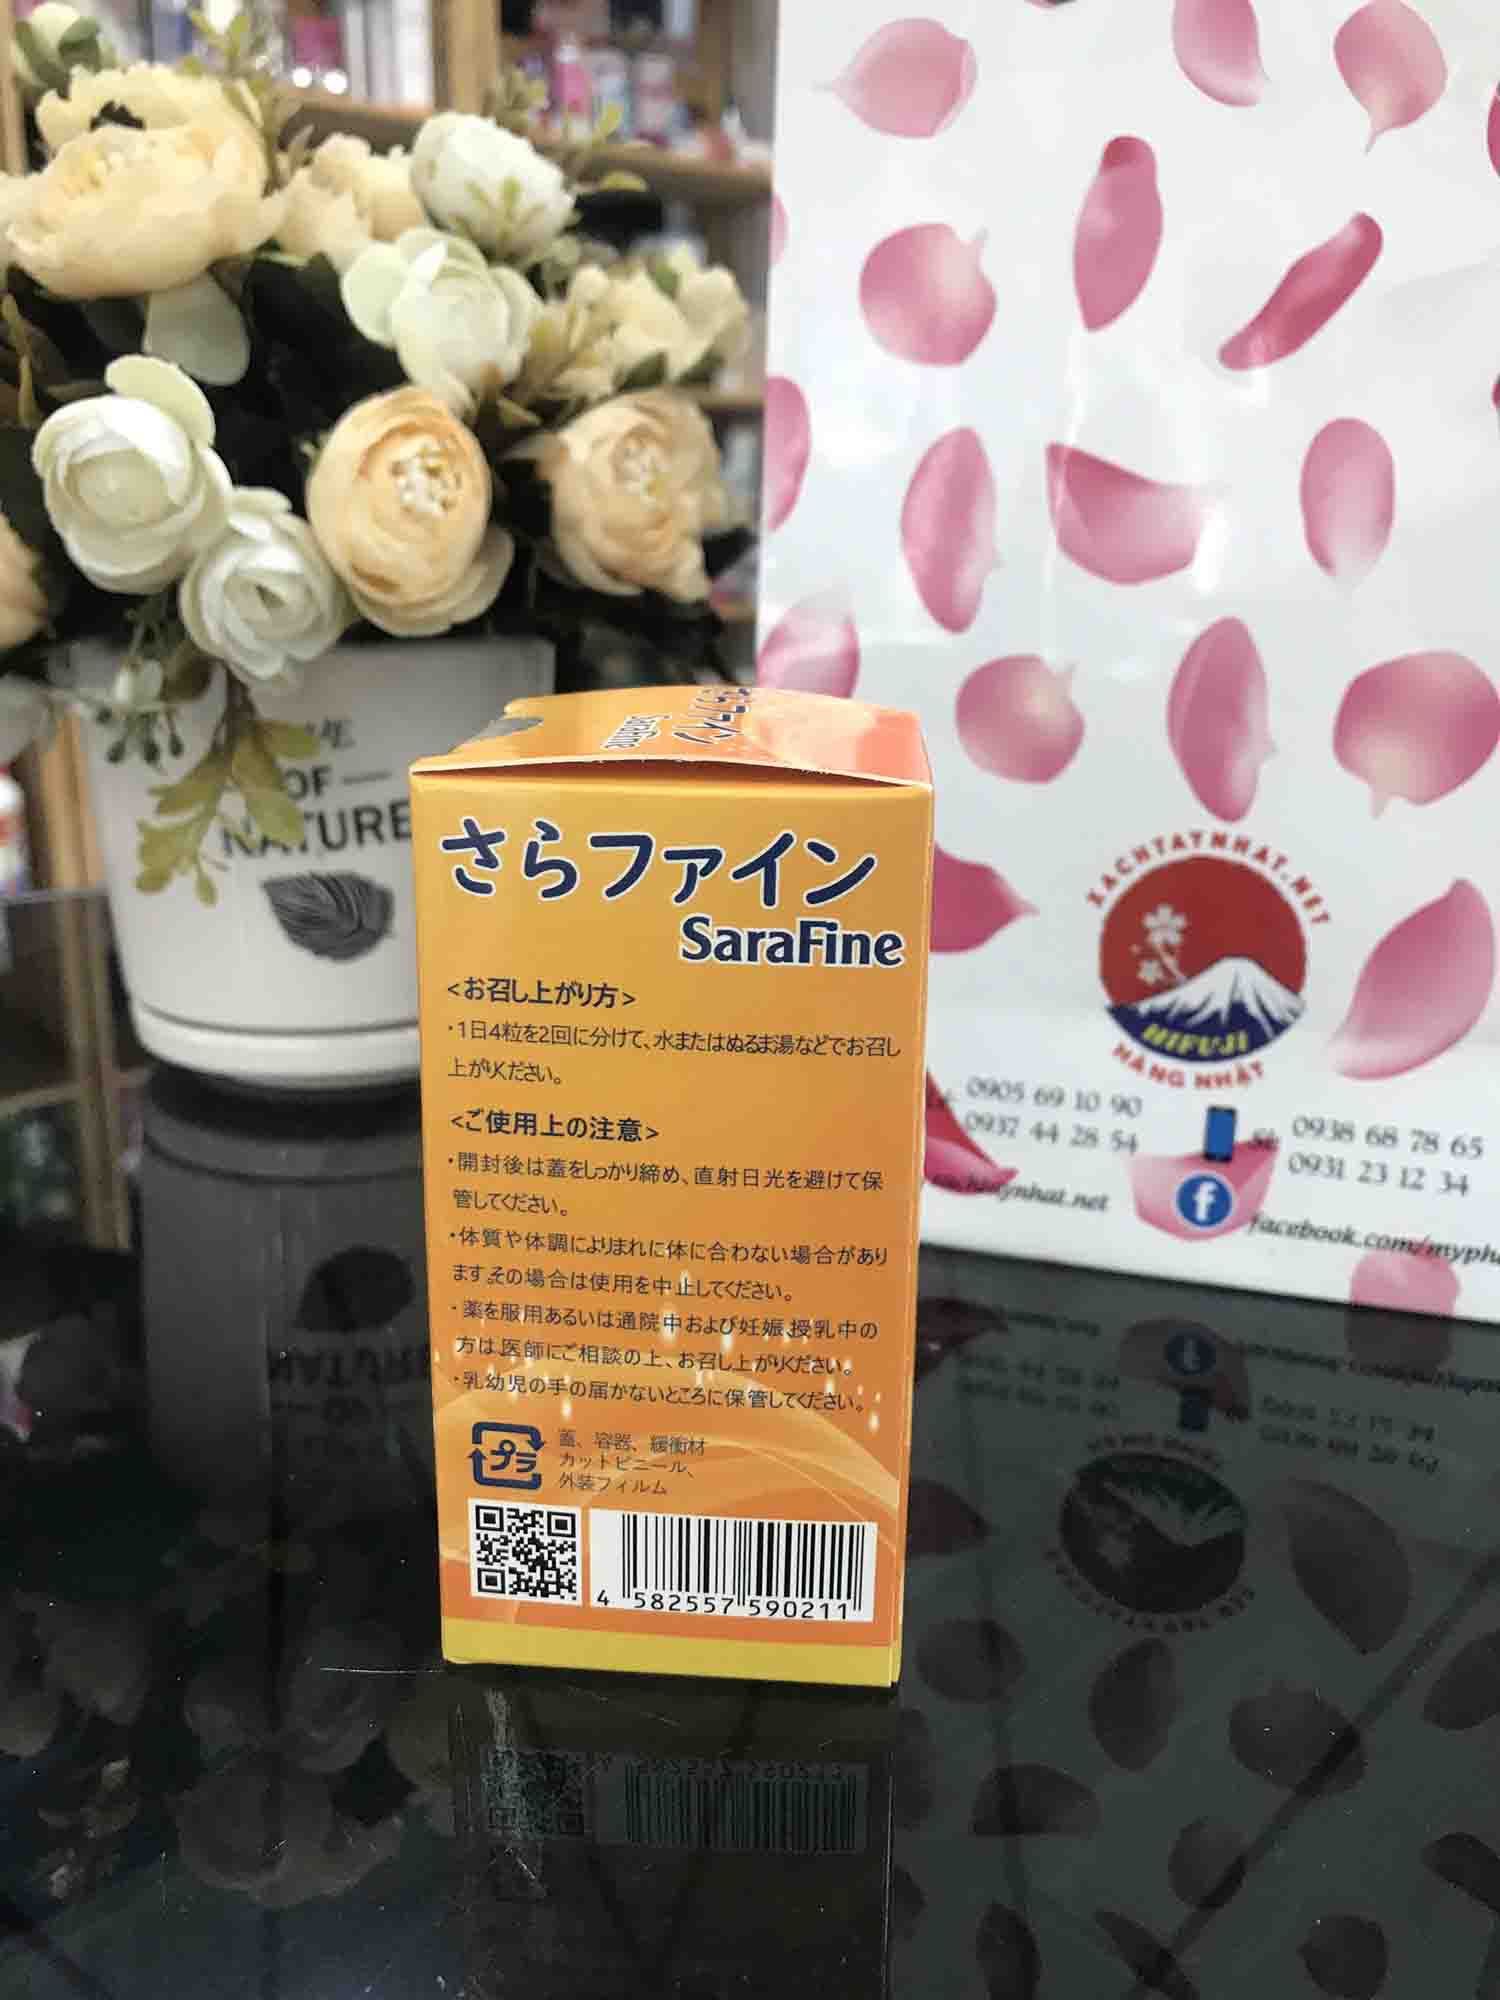 さらファイン
SaraFine
OF
NATURE
さらファイン
SaraFine
<お召し上がり方>
・1日4粒を2回に分けて、水またはぬるま湯などでお召し
上がりください。
<ご使用上の注意>
・開封後は蓋をしっかり締め、直射日光を避けて保
管してください。
・体質や体調によりまれに体に合わない場合があり
ます。その場合は使用を中止してください。
・薬を服用あるいは通院中および妊娠、授乳中の
方は、医師にご相談の上、お召し上がりください。
・乳幼児の手の届かないところに保管してください。
プラ
蓋、容器、緩衝材
カットビニール、
外装フィルム
4 582557 590211
XACHTAYNHAT.NET
HIFUJI
HÀNG NHẬT
0905 69 10 90
0937 44 28 54
0938 68 78 65
0931 23 12 34
facebook.com/myph